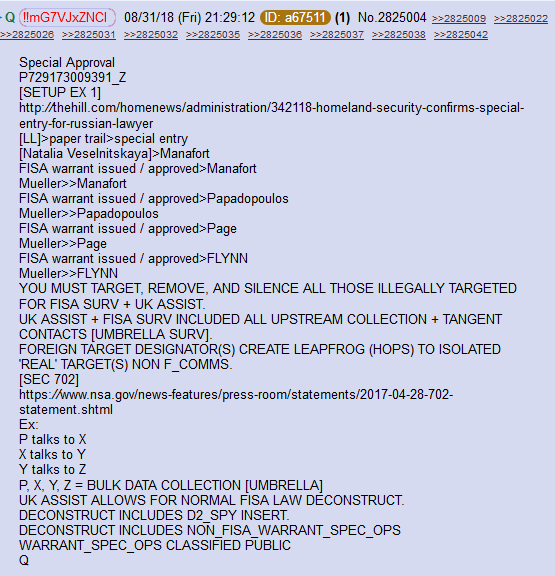 Q !!mG7VJxZNCI 08/31/18 (Fri) 21:29:12 ID: a67511 (1) No.2825004 >>2825009 >>2825022
>>2825026 >>2825031 >>2825032 >>2825035 >>2825036 >>2825037 >>2825038 >>2825042
Special Approval
P729173009391_Z
[SETUP EX 1]
http://thehill.com/homenews/administration/342118-homeland-security-confirms-special-
entry-for-russian-lawyer
[LL]>paper trail>special entry
[Natalia Veselnitskaya]>Manafort
FISA warrant issued / approved>Manafort
Mueller>>Manafort
FISA warrant issued / approved>Papadopoulos
Mueller>>Papadopoulos
FISA warrant issued / approved>Page
Mueller>>Page
FISA warrant issued / approved>FLYNN
Mueller>>FLYNN
YOU MUST TARGET, REMOVE, AND SILENCE ALL THOSE ILLEGALLY TARGETED
FOR FISA SURV + UK ASSIST.
UK ASSIST + FISA SURV INCLUDED ALL UPSTREAM COLLECTION + TANGENT
CONTACTS [UMBRELLA SURV].
FOREIGN TARGET DESIGNATOR(S) CREATE LEAPFROG (HOPS) TO ISOLATED
'REAL' TARGET(S) NON F_COMMS.
[SEC 702]
https://www.nsa.gov/news-features/press-room/statements/2017-04-28-702-
statement.shtml
Ex:
P talks to X
X talks to Y
Y talks to Z
P, X, Y, Z = BULK DATA COLLECTION [UMBRELLA]
UK ASSIST ALLOWS FOR NORMAL FISA LAW DECONSTRUCT.
DECONSTRUCT INCLUDES D2_SPY INSERT.
DECONSTRUCT INCLUDES NON_FISA_WARRANT_SPEC_OPS
WARRANT_SPEC_OPS CLASSIFIED PUBLIC
Q